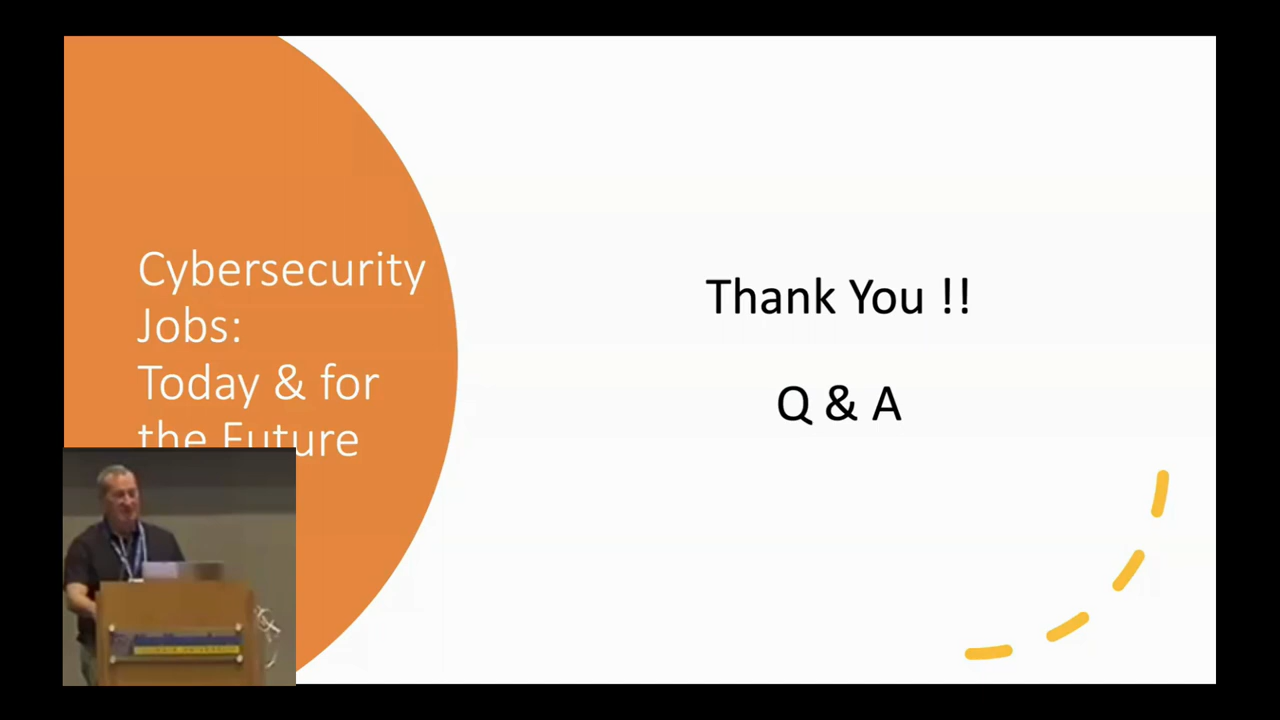 Cybersecurity
Jobs:
Today & for
the Future
Thank You !!
Q & A